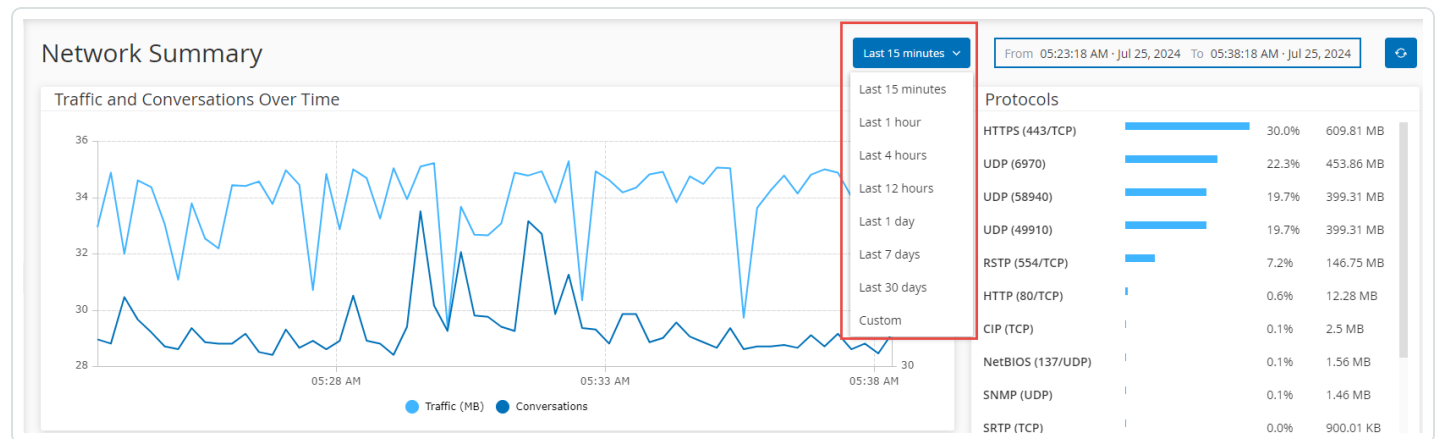 Network Summary
Last 15 minutes
From 05:23:18 AM · Jul 25, 2024 To 05:38:18 AM · Jul 25, 2024
Last 15 minutes
Last 1 hour
Last 4 hours
Last 12 hours
Last 1 day
Last 7 days
Last 30 days
Custom
Traffic and Conversations Over Time
36
34
32
30
28
30
05:28 AM
05:33 AM
05:38 AM
Traffic (MB) Conversations
Protocols
HTTPS (443/TCP) 30.0% 609.81 MB
UDP (6970) 22.3% 453.86 MB
UDP (58940) 19.7% 399.31 MB
UDP (49910) 19.7% 399.31 MB
RSTP (554/TCP) 7.2% 146.75 MB
HTTP (80/TCP) 0.6% 12.28 MB
CIP (TCP) 0.1% 2.5 MB
NetBIOS (137/UDP) 0.1% 1.56 MB
SNMP (UDP) 0.1% 1.46 MB
SRTP (TCP) 0.0% 900.01 KB